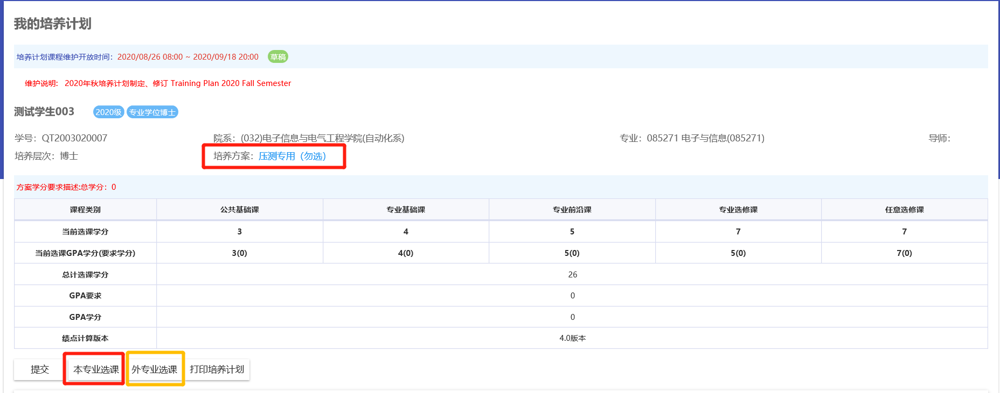 我的培养计划
培养计划课程维护开放时间：2020/08/26 08:00 ~ 2020/09/18 20:00 草稿
维护说明： 2020年秋培养计划制定、修订 Training Plan 2020 Fall Semester
测试学生003 2020级 专业学位博士
学号：QT2003020007 院系：(032)电子信息与电气工程学院(自动化系) 专业：085271 电子与信息(085271) 导师：
培养层次：博士 培养方案：压测专用（勿选）
方案学分要求描述:总学分：0
课程类别 公共基础课 专业基础课 专业前沿课 专业选修课 任意选修课
当前选课学分 3 4 5 7 7
当前选课GPA学分(要求学分) 3(0) 4(0) 5(0) 5(0) 7(0)
总计选课学分 26
GPA要求 0
GPA学分 0
绩点计算版本 4.0版本
提交 本专业选课 外专业选课 打印培养计划